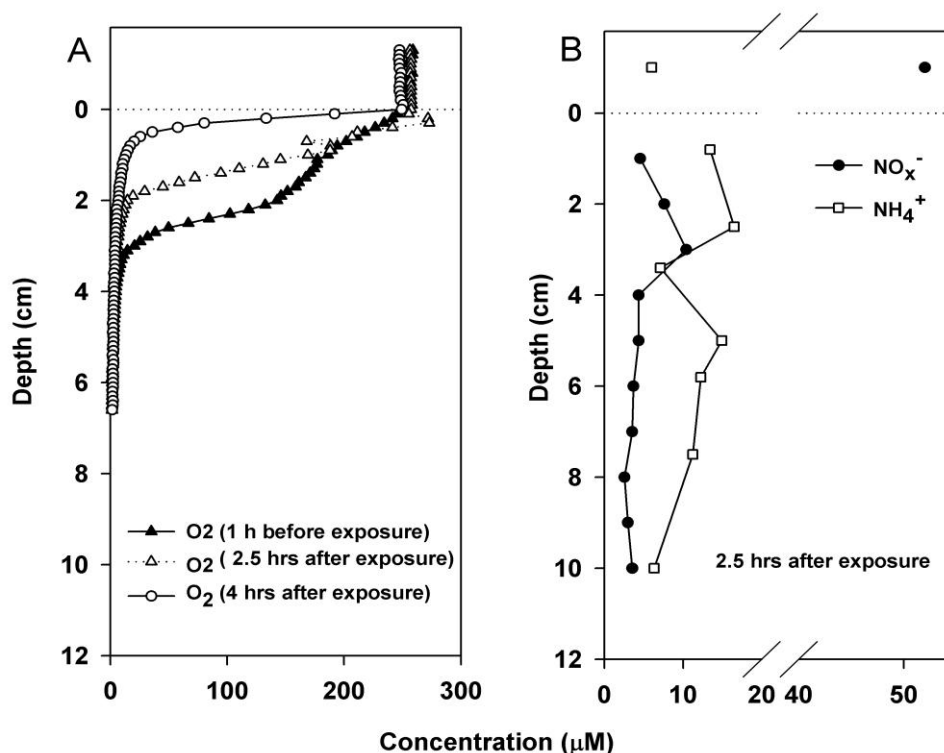 A
0
2
4
6
8
10
12
Depth (cm)
0
100
200
300
O2 (1 h before exposure)
O2 ( 2.5 hrs after exposure)
O2 (4 hrs after exposure)
B
0
2
4
6
8
10
12
Depth (cm)
0
10
20
40
50
NOx-
NH4+
2.5 hrs after exposure
Concentration (µM)